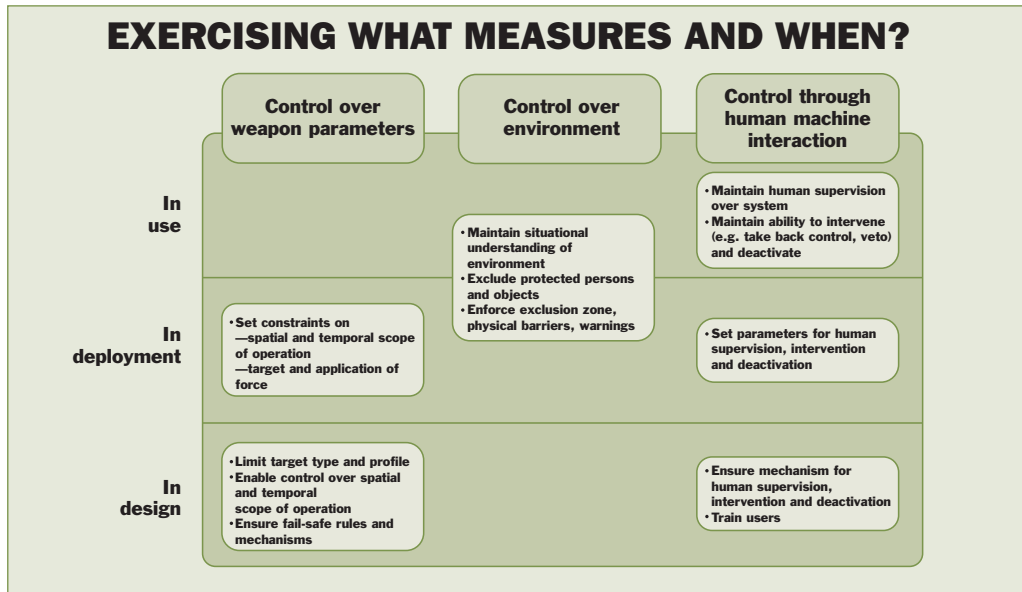 EXERCISING WHAT MEASURES AND WHEN?
Control over
weapon parameters
Control over
environment
Control through
human machine
interaction
In
use
• Maintain situational
understanding of
environment
• Exclude protected persons
and objects
• Enforce exclusion zone,
physical barriers, warnings
• Maintain human supervision
over system
• Maintain ability to intervene
(e.g. take back control, veto)
and deactivate
In
deployment
• Set constraints on
—spatial and temporal scope
of operation
—target and application of
force
• Set parameters for human
supervision, intervention
and deactivation
In
design
• Limit target type and profile
• Enable control over spatial
and temporal
scope of operation
• Ensure fail-safe rules and
mechanisms
• Ensure mechanism for
human supervision,
intervention and deactivation
• Train users